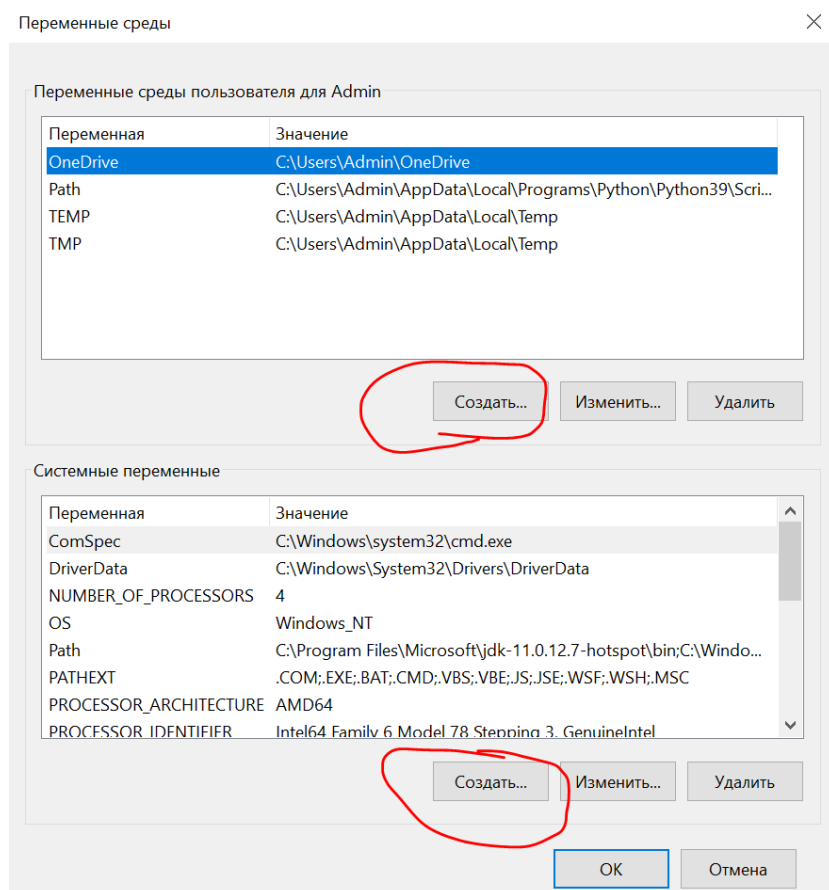 Переменные среды
Переменные среды пользователя для Admin
Переменная Значение
OneDrive C:\Users\Admin\OneDrive
Path C:\Users\Admin\AppData\Local\Programs\Python\Python39\Scri...
TEMP C:\Users\Admin\AppData\Local\Temp
TMP C:\Users\Admin\AppData\Local\Temp
Создать... Изменить... Удалить
Системные переменные
Переменная Значение
ComSpec C:\Windows\system32\cmd.exe
DriverData C:\Windows\System32\Drivers\DriverData
NUMBER_OF_PROCESSORS 4
OS Windows_NT
Path C:\Program Files\Microsoft\jdk-11.0.12.7-hotspot\bin;C:\Windo...
PATHEXT .COM;.EXE;.BAT;.CMD;.VBS;.VBE;.JS;.JSE;.WSF;.WSH;.MSC
PROCESSOR_ARCHITECTURE AMD64
PROCESSOR_IDENTIFIER Intel64 Family 6 Model 78 Stepping 3, GenuineIntel
Создать... Изменить... Удалить
ОК Отмена